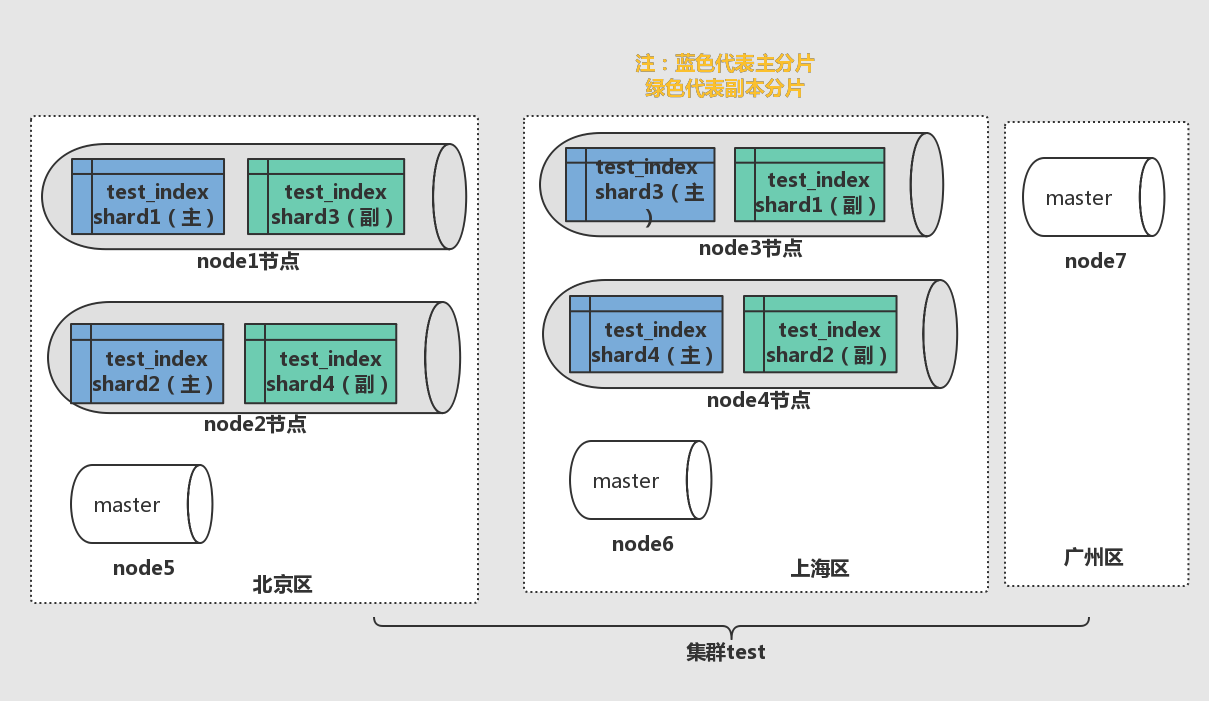 注：蓝色代表主分片
绿色代表副本分片
test_index
shard1（主）
test_index
shard3（副）
node1节点
test_index
shard2（主）
test_index
shard4（副）
node2节点
master
node5
北京区
test_index
shard3（主
）
test_index
shard1（副）
node3节点
test_index
shard4（主）
test_index
shard2（副）
node4节点
master
node6
上海区
master
node7
广州区
集群test